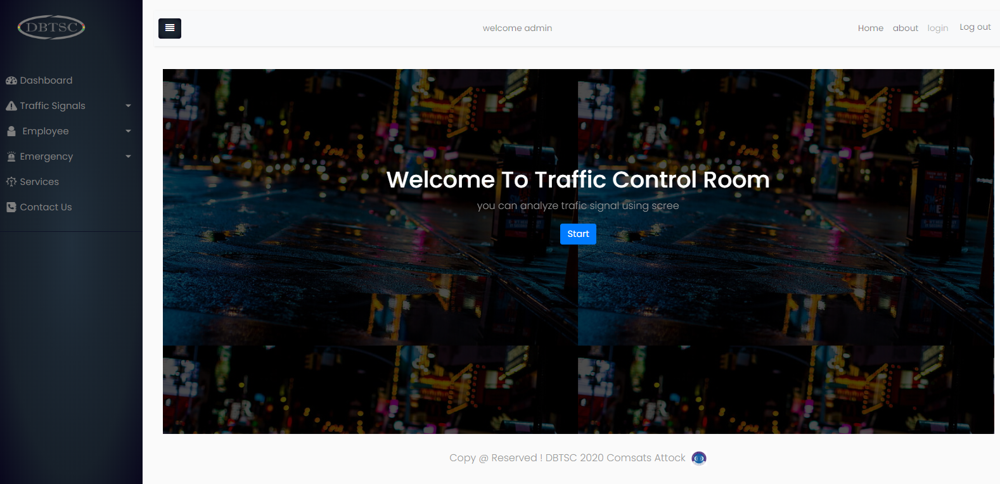 DBTSC
Dashboard
Traffic Signals
Employee
Emergency
Services
Contact Us
welcome admin
Home about login Log out
Welcome To Traffic Control Room
you can analyze trafic signal using scree
Start
Copy @ Reserved ! DBTSC 2020 Comsats Attock